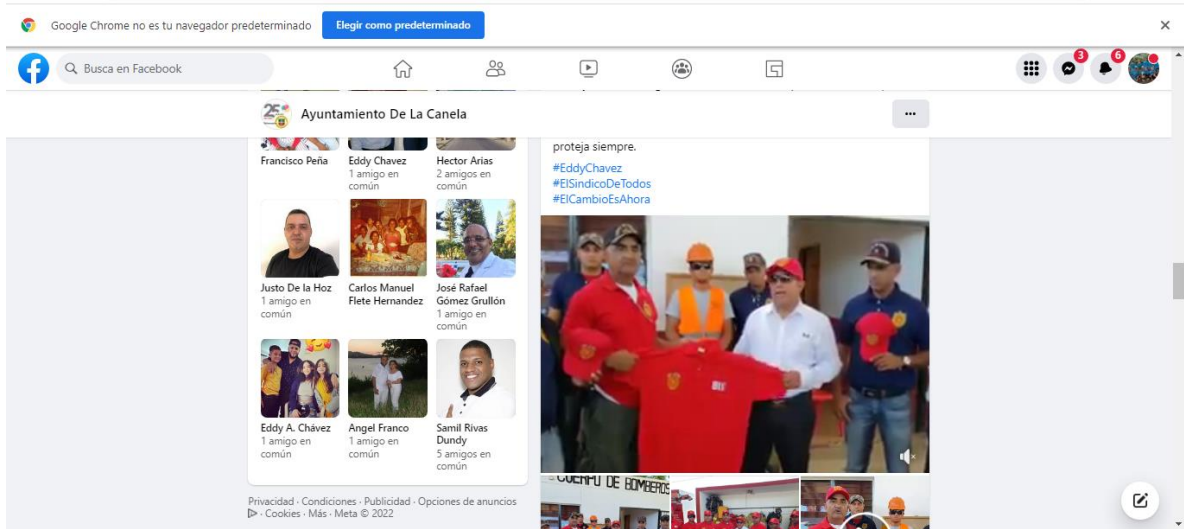 Google Chrome no es tu navegador predeterminado
Elegir como predeterminado
Busca en Facebook
3
6
25
Ayuntamiento De La Canela
Francisco Peña
Eddy Chavez
1 amigo en
común
Hector Arias
2 amigos en
común
Justo De la Hoz
1 amigo en
común
Carlos Manuel
Flete Hernandez
José Rafael
Gómez Grullón
1 amigo en
común
Eddy A. Chávez
1 amigo en
común
Angel Franco
1 amigo en
común
Samil Rivas
Dundy
5 amigos en
común
Privacidad · Condiciones · Publicidad · Opciones de anuncios
· Cookies · Más · Meta © 2022
proteja siempre.
#EddyChavez
#ElSindicoDeTodos
#ElCambioEsAhora
CUERPO DE BOMBEROS